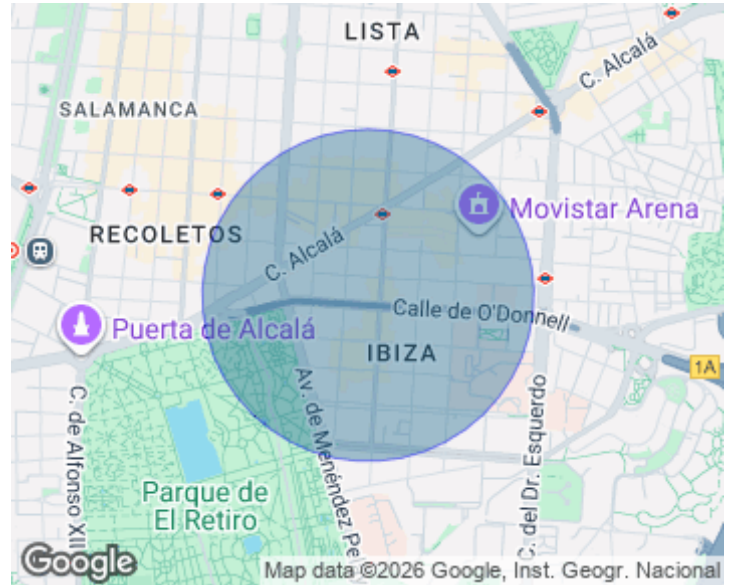 LISTA
C. Alcalá
SALAMANCA
Movistar Arena
RECOLETOS
C. Alcalá
Calle de O'Donnell
Puerta de Alcalá
IBIZA
1A
C. de Alfonso XII
Av. de Menéndez Pe
C. del Dr. Esquerdo
Parque de
El Retiro
Google
Map data ©2026 Google, Inst. Geogr. Nacional